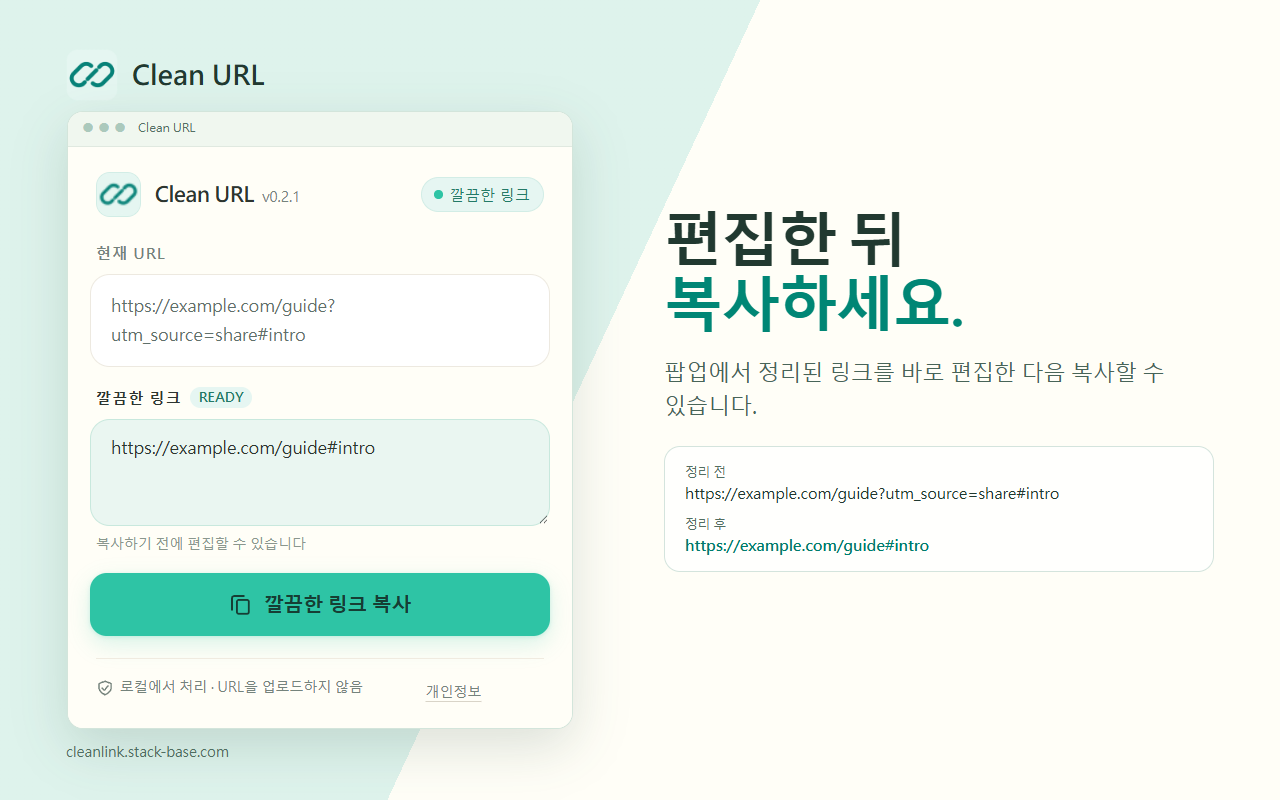 Clean URL
Clean URL
Clean URL v0.2.1
깔끔한 링크
현재 URL
https://example.com/guide?
utm_source=share#intro
깔끔한 링크 READY
https://example.com/guide#intro
복사하기 전에 편집할 수 있습니다
깔끔한 링크 복사
로컬에서 처리 · URL을 업로드하지 않음
개인정보
cleanlink.stack-base.com
편집한 뒤
복사하세요.
팝업에서 정리된 링크를 바로 편집한 다음 복사할 수
있습니다.
정리 전
https://example.com/guide?utm_source=share#intro
정리 후
https://example.com/guide#intro